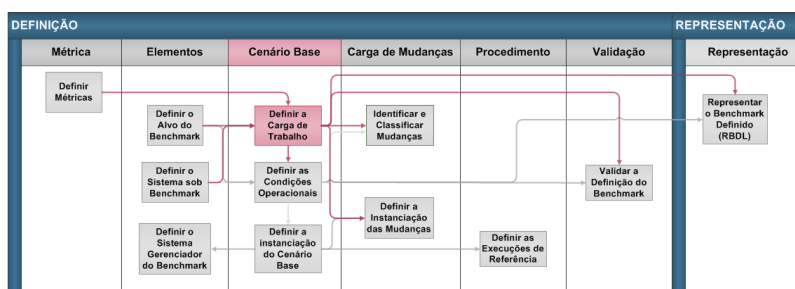 DEFINIÇÃO
REPRESENTAÇÃO
Métrica
Elementos
Cenário Base
Carga de Mudanças
Procedimento
Validação
Representação
Definir
Métricas
Definir o
Alvo do
Benchmark
Definir a
Carga de
Trabalho
Identificar e
Classificar
Mudanças
Representar
o Benchmark
Definido
(RBDL)
Definir o
Sistema sob
Benchmark
Definir as
Condições
Operacionais
Validar a
Definição do
Benchmark
Definir a
Instanciação
das Mudanças
Definir o
Sistema
Gerenciador
do Benchmark
Definir a
instanciação
do Cenário
Base
Definir as
Execuções de
Referência